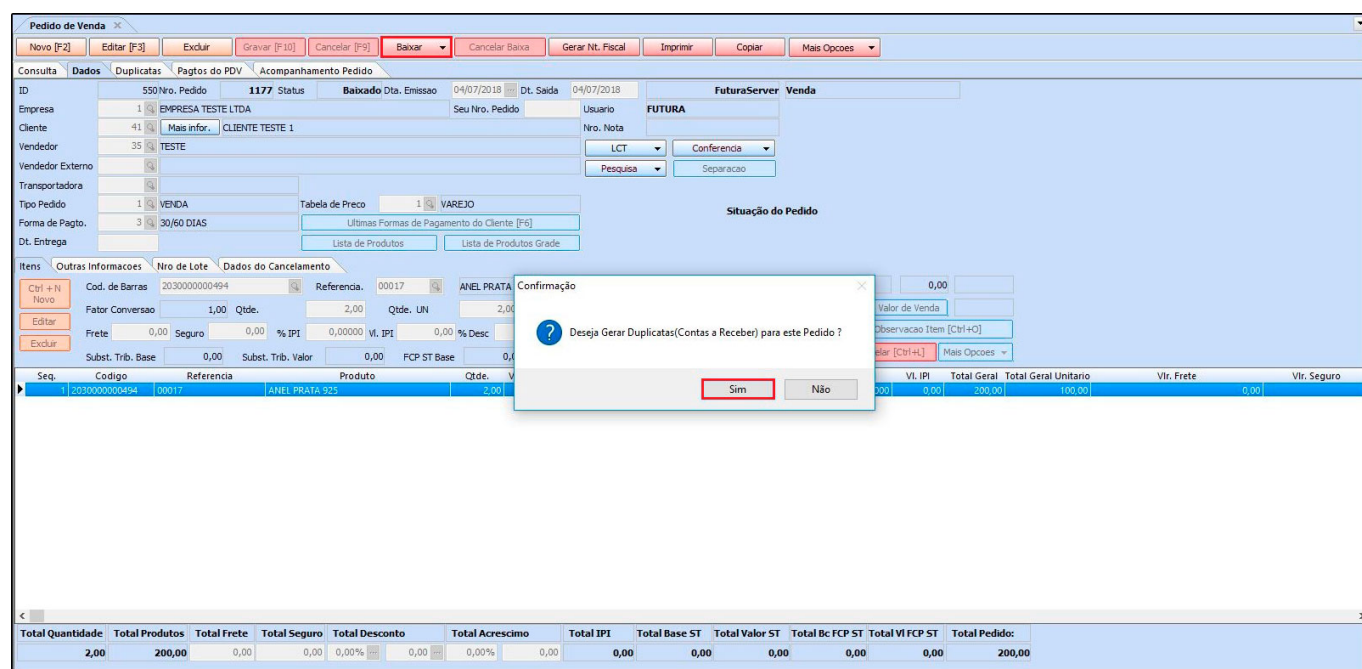 Pedido de Venda
Novo [F2] Editar [F3] Excluir Gravar [F10] Cancelar [F9] Baixar Cancelar Baixa Gerar Nt. Fiscal Imprimir Copiar Mais Opcoes
Consulta Dados Duplicatas Pagtos do PDV Acompanhamento Pedido
ID 550 Nro. Pedido 1177 Status Baixado Dta. Emissao 04/07/2018 Dt. Saida 04/07/2018 FuturaServer Venda
Empresa 1 EMPRESA TESTE LTDA Seu Nro. Pedido Usuario FUTURA
Cliente 41 Mais infor. CLIENTE TESTE 1 Nro. Nota
Vendedor 35 TESTE LCT Conferencia
Vendedor Externo Pesquisa Separacao
Transportadora
Tipo Pedido 1 VENDA Tabela de Preco 1 VAREJO Situação do Pedido
Forma de Pagto. 3 30/60 DIAS Ultimas Formas de Pagamento do Cliente [F6]
Dt. Entrega Lista de Produtos Lista de Produtos Grade
Itens Outras Informacoes Nro de Lote Dados do Cancelamento
Ctrl + N Novo Cod. de Barras 2030000000494 Referencia. 00017 ANEL PRATA 0,00
Fator Conversao 1,00 Qtde. 2,00 Qtde. UN 2,00 Valor de Venda
Editar Frete 0,00 Seguro 0,00 % IPI 0,00000 Vl. IPI 0,00 % Desc Observacao Item [Ctrl+O]
Excluir Subst. Trib. Base 0,00 Subst. Trib. Valor 0,00 FCP ST Base [Ctrl+L] Mais Opcoes
Confirmação
Deseja Gerar Duplicatas(Contas a Receber) para este Pedido ?
Sim Não
Seq. Codigo Referencia Produto Qtde. Vl. IPI Total Geral Total Geral Unitario Vlr. Frete Vlr. Seguro
1 2030000000494 00017 ANEL PRATA 925 2,00 0,00 200,00 100,00 0,00
Total Quantidade Total Produtos Total Frete Total Seguro Total Desconto Total Acrescimo Total IPI Total Base ST Total Valor ST Total Bc FCP ST Total Vl FCP ST Total Pedido:
2,00 200,00 0,00 0,00 0,00% 0,00 0,00% 0,00 0,00 0,00 0,00 0,00 0,00 200,00